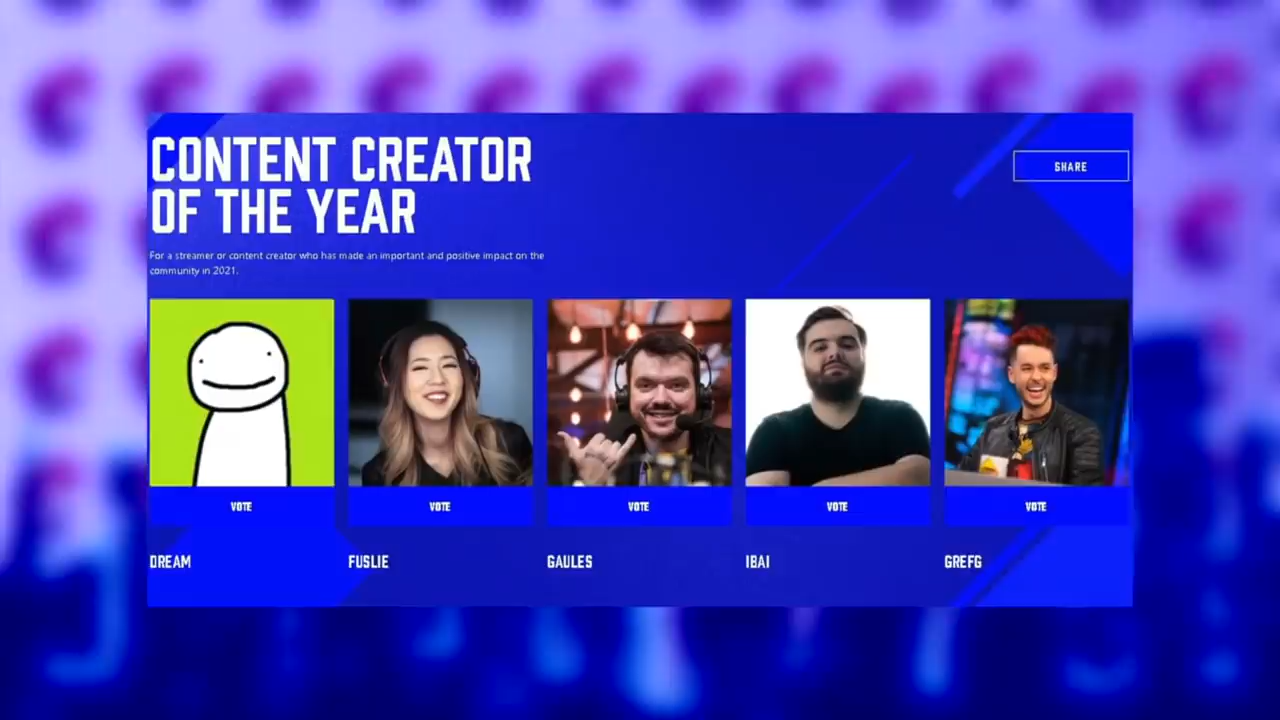 CONTENT CREATOR
OF THE YEAR
SHARE
For a streamer or content creator who has made an important and positive impact on the
community in 2021.
VOTE
VOTE
VOTE
VOTE
VOTE
DREAM
FUSLIE
GAULES
IBAI
GREFG